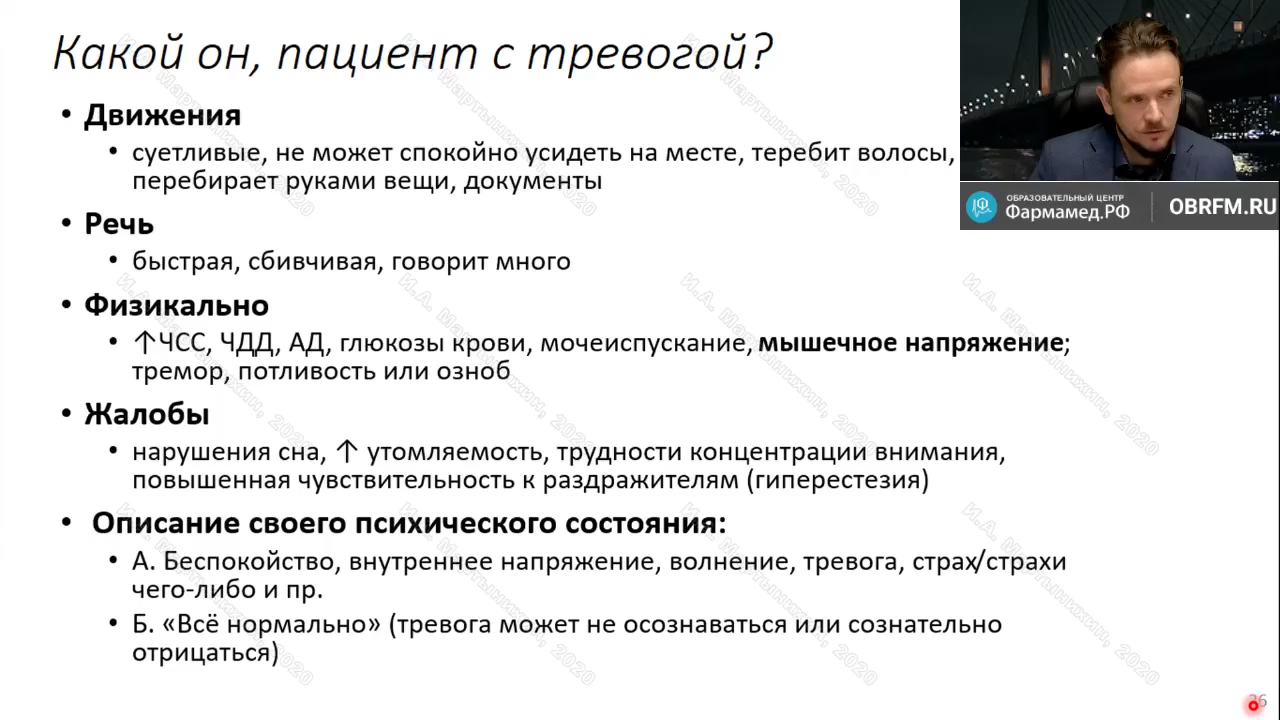 Какой он, пациент с тревогой?
• Движения
• суетливые, не может спокойно усидеть на месте, теребит волосы,
перебирает руками вещи, документы
• Речь
• быстрая, сбивчивая, говорит много
• Физикально
• ↑ЧСС, ЧДД, АД, глюкозы крови, мочеиспускание, мышечное напряжение;
тремор, потливость или озноб
• Жалобы
• нарушения сна, ↑ утомляемость, трудности концентрации внимания,
повышенная чувствительность к раздражителям (гиперестезия)
• Описание своего психического состояния:
• А. Беспокойство, внутреннее напряжение, волнение, тревога, страх/страхи
чего-либо и пр.
• Б. «Всё нормально» (тревога может не осознаваться или сознательно
отрицаться)
ОБРАЗОВАТЕЛЬНЫЙ ЦЕНТР
Фармамед.РФ
OBRFM.RU
И.А. Мартынихин, 2020
36